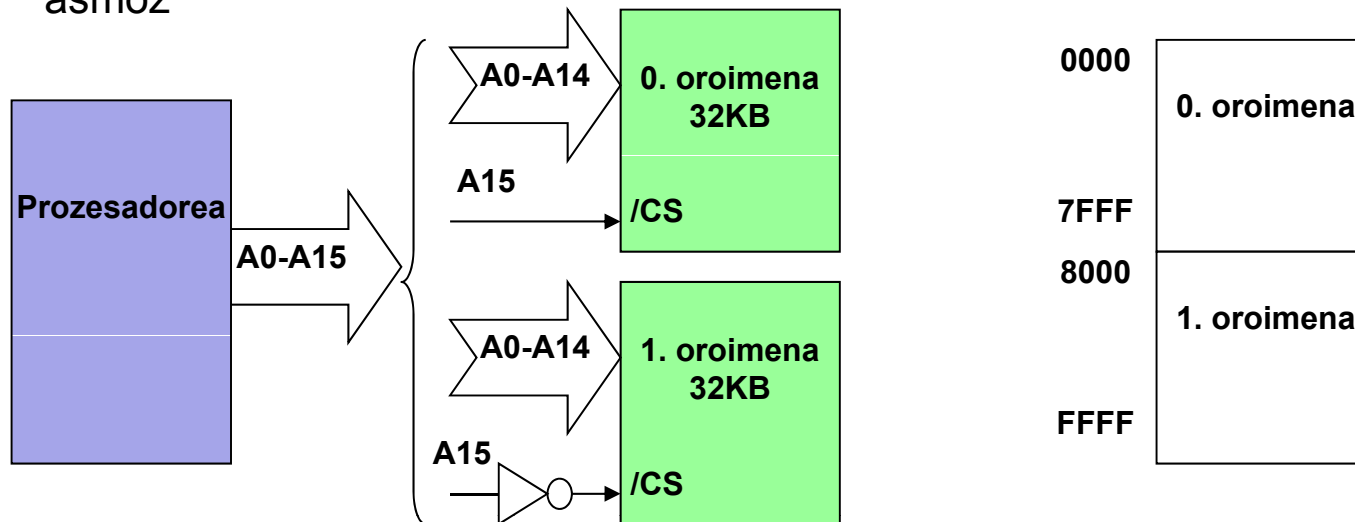 asmoz
Prozesadorea
A0-A15
A0-A14
0. oroimena
32KB
A15
/CS
A0-A14
1. oroimena
32KB
A15
/CS
0000
0. oroimena
7FFF
8000
1. oroimena
FFFF